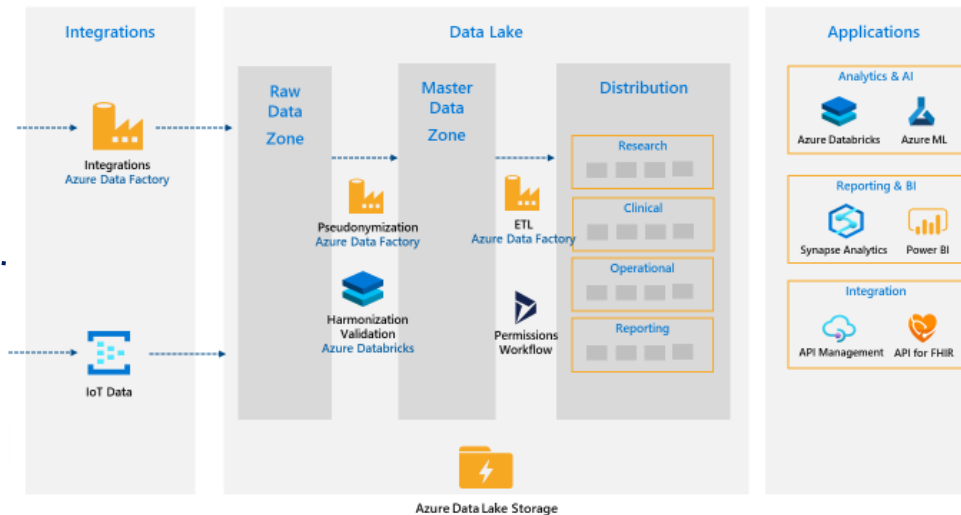 Integrations
Integrations
Azure Data Factory
IoT Data
Data Lake
Raw
Data
Zone
Pseudonymization
Azure Data Factory
Harmonization
Validation
Azure Databricks
Master
Data
Zone
ETL
Azure Data Factory
Permissions
Workflow
Distribution
Research
Clinical
Operational
Reporting
Azure Data Lake Storage
Applications
Analytics & AI
Azure Databricks
Azure ML
Reporting & BI
Synapse Analytics
Power BI
Integration
API Management
API for FHIR